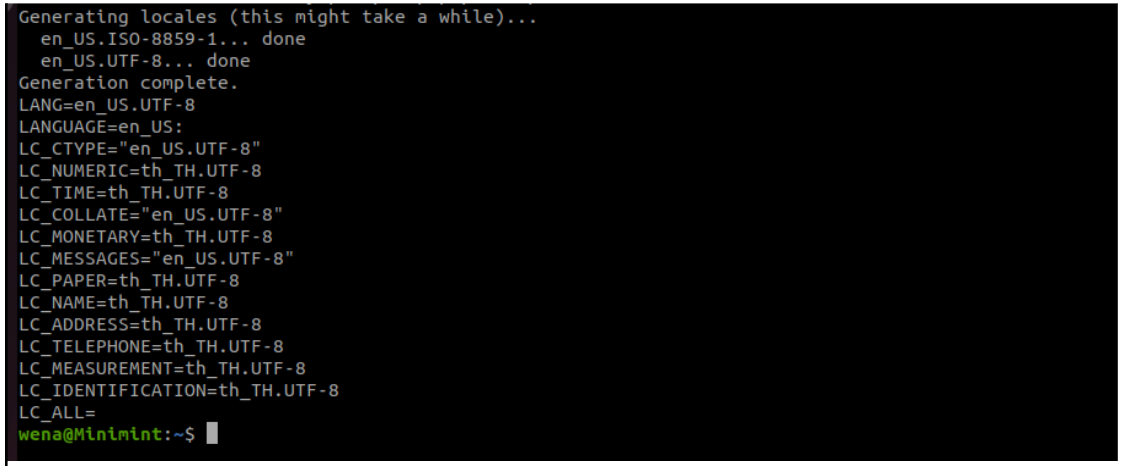 Generating locales (this might take a while)...
  en_US.ISO-8859-1... done
  en_US.UTF-8... done
Generation complete.
LANG=en_US.UTF-8
LANGUAGE=en_US:
LC_CTYPE="en_US.UTF-8"
LC_NUMERIC=th_TH.UTF-8
LC_TIME=th_TH.UTF-8
LC_COLLATE="en_US.UTF-8"
LC_MONETARY=th_TH.UTF-8
LC_MESSAGES="en_US.UTF-8"
LC_PAPER=th_TH.UTF-8
LC_NAME=th_TH.UTF-8
LC_ADDRESS=th_TH.UTF-8
LC_TELEPHONE=th_TH.UTF-8
LC_MEASUREMENT=th_TH.UTF-8
LC_IDENTIFICATION=th_TH.UTF-8
LC_ALL=
wena@Minimint:~$